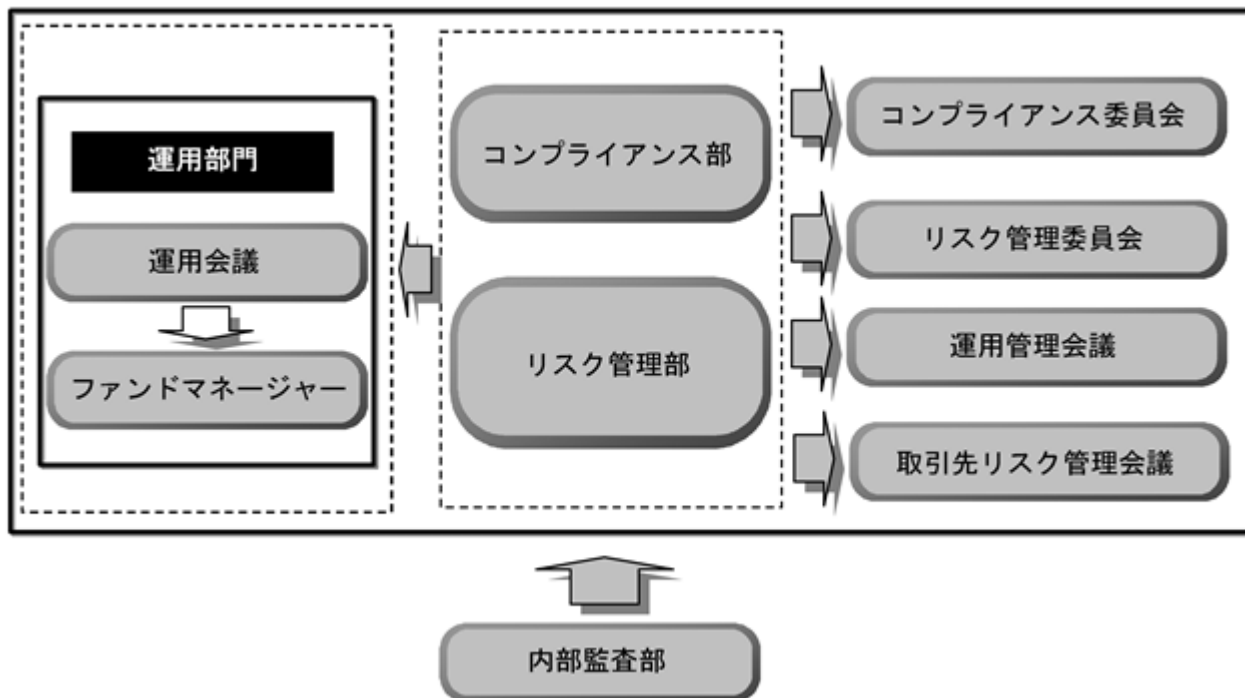 運用部門
運用会議
ファンドマネージャー
コンプライアンス部
リスク管理部
コンプライアンス委員会
リスク管理委員会
運用管理会議
取引先リスク管理会議
内部監査部